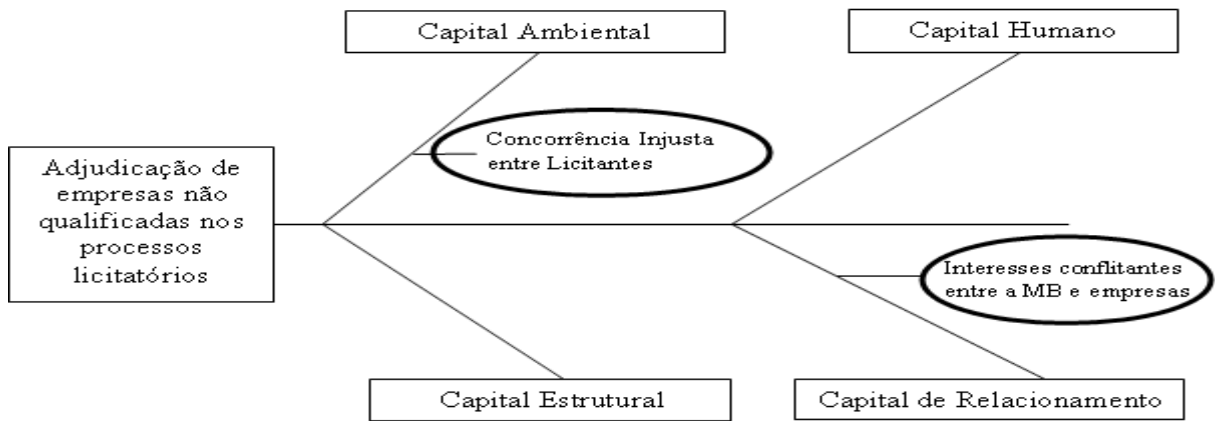 Capital Ambiental
Capital Humano
Concorrência Injusta
entre Licitantes
Adjudicação de
empresas não
qualificadas nos
processos
licitatórios
Interesses conflitantes
entre a MB e empresas
Capital Estrutural
Capital de Relacionamento